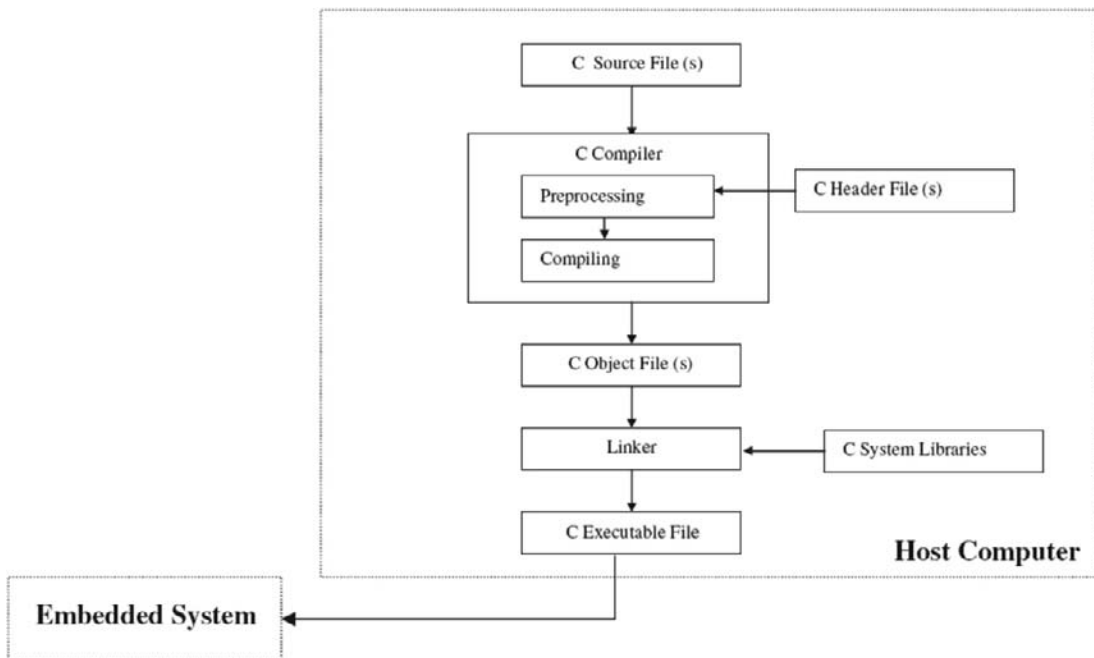 C Source File (s)
C Compiler
Preprocessing
C Header File (s)
Compiling
C Object File (s)
Linker
C System Libraries
C Executable File
Host Computer
Embedded System